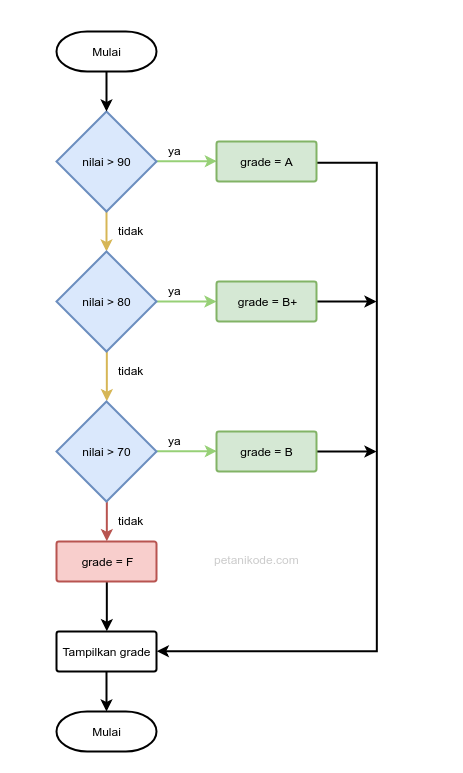 Mulai
nilai > 90
ya
grade = A
tidak
nilai > 80
ya
grade = B+
tidak
nilai > 70
ya
grade = B
tidak
grade = F
petanikode.com
Tampilkan grade
Mulai